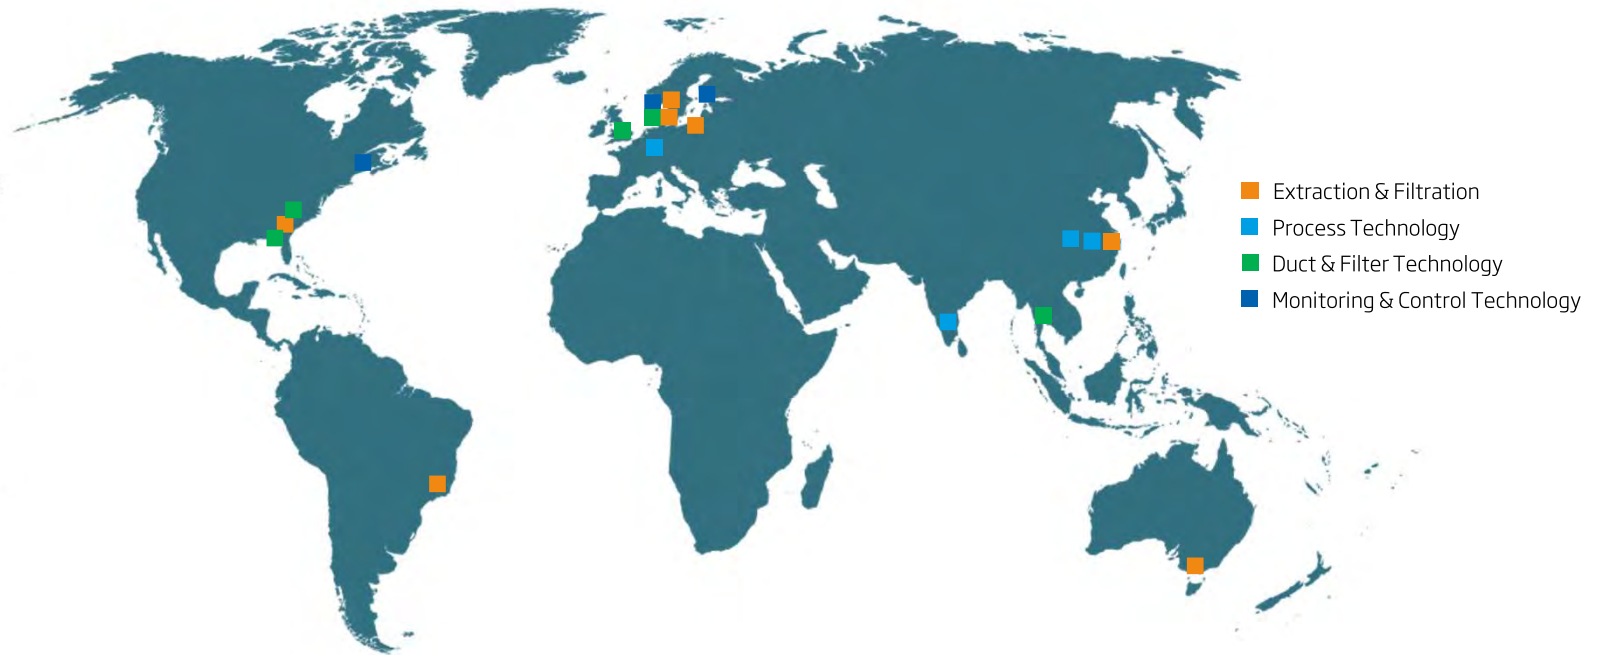 Extraction & Filtration
Process Technology
Duct & Filter Technology
Monitoring & Control Technology